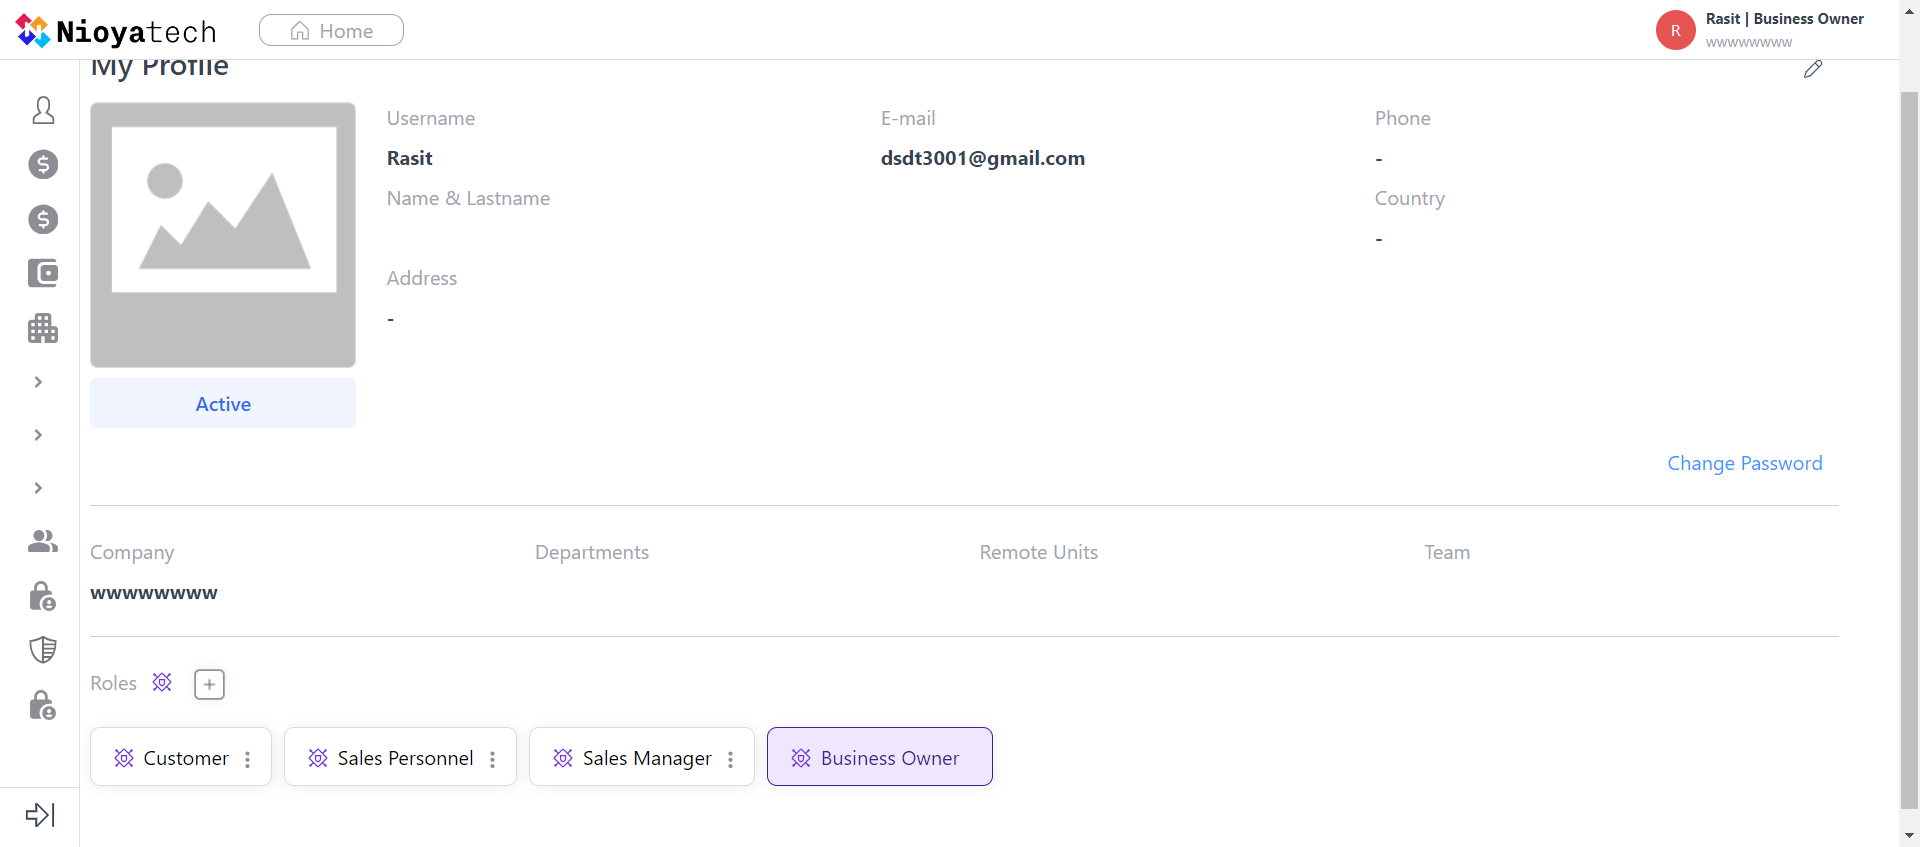 Nioyatech
Home
R
Rasit | Business Owner
wwwwwwww
My Profile
Username
E-mail
Phone
Rasit
dsdt3001@gmail.com
-
Name & Lastname
Country
-
Address
-
Active
Change Password
Company
Departments
Remote Units
Team
wwwwwwww
Roles
Customer
Sales Personnel
Sales Manager
Business Owner